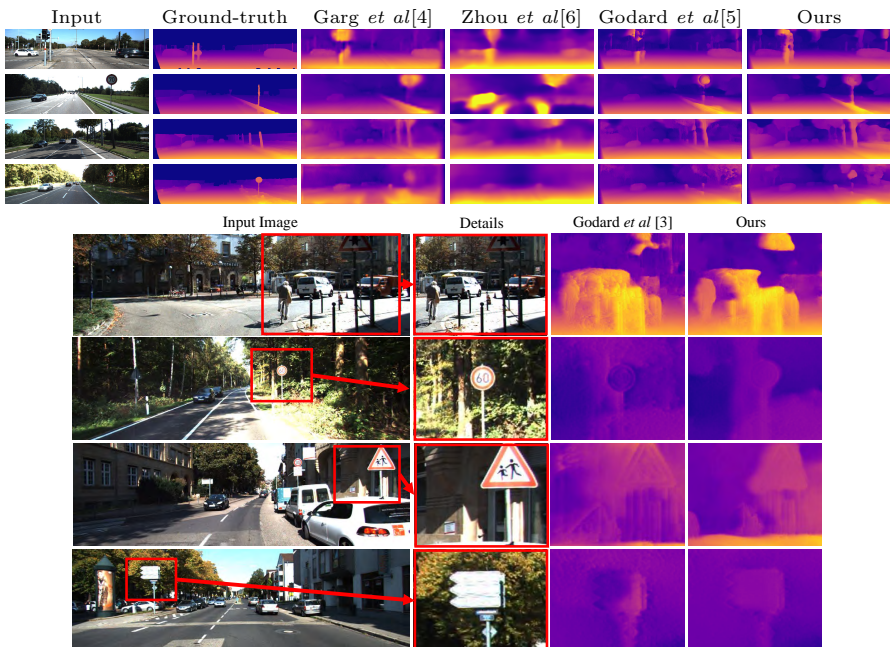 Input Ground-truth Garg et al[4] Zhou et al[6] Godard et al[5] Ours
Input Image Details Godard et al [3] Ours
60